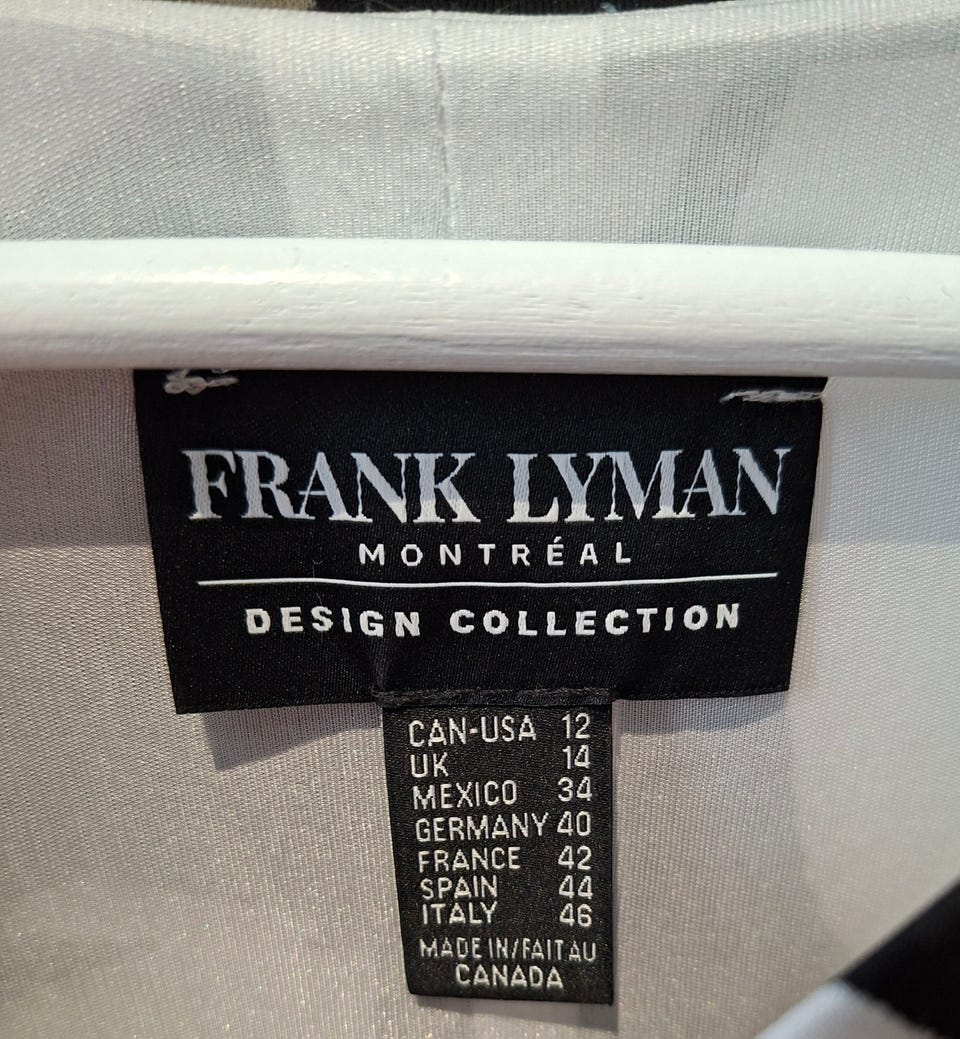 FRANK LYMAN
MONTRÉAL
DESIGN COLLECTION
CAN-USA 12
UK 14
MEXICO 34
GERMANY 40
FRANCE 42
SPAIN 44
ITALY 46
MADE IN/FAIT AU
CANADA